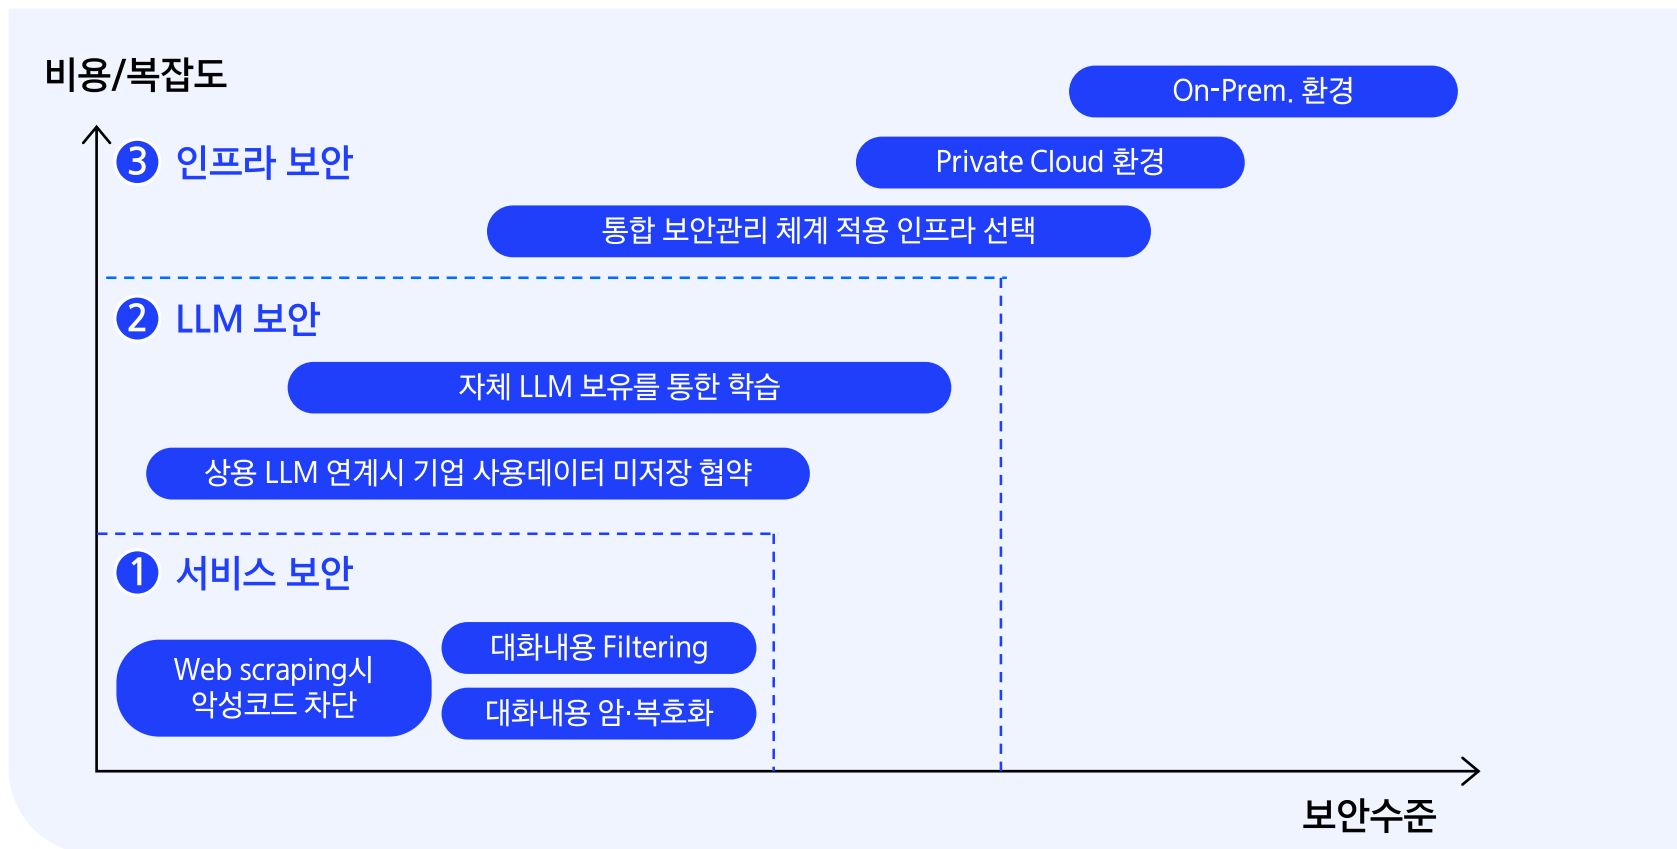 비용/복잡도
On-Prem. 환경
❸ 인프라 보안
Private Cloud 환경
통합 보안관리 체계 적용 인프라 선택
❷ LLM 보안
자체 LLM 보유를 통한 학습
상용 LLM 연계시 기업 사용데이터 미저장 협약
❶ 서비스 보안
Web scraping시
악성코드 차단
대화내용 Filtering
대화내용 암·복호화
보안수준